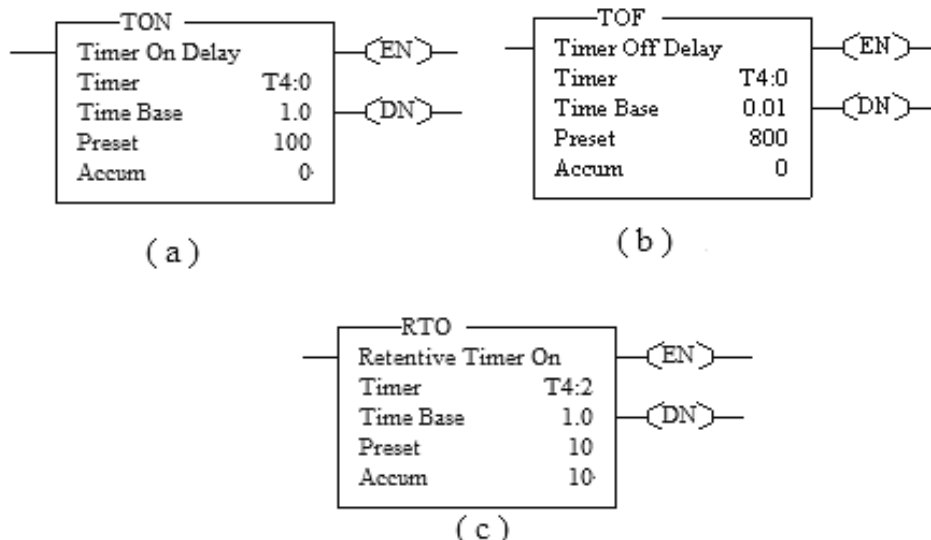 TON
Timer On Delay
Timer T4:0
Time Base 1.0
Preset 100
Accum 0
EN
DN
( a )
TOF
Timer Off Delay
Timer T4:0
Time Base 0.01
Preset 800
Accum 0
EN
DN
( b )
RTO
Retentive Timer On
Timer T4:2
Time Base 1.0
Preset 10
Accum 10
EN
DN
( c )